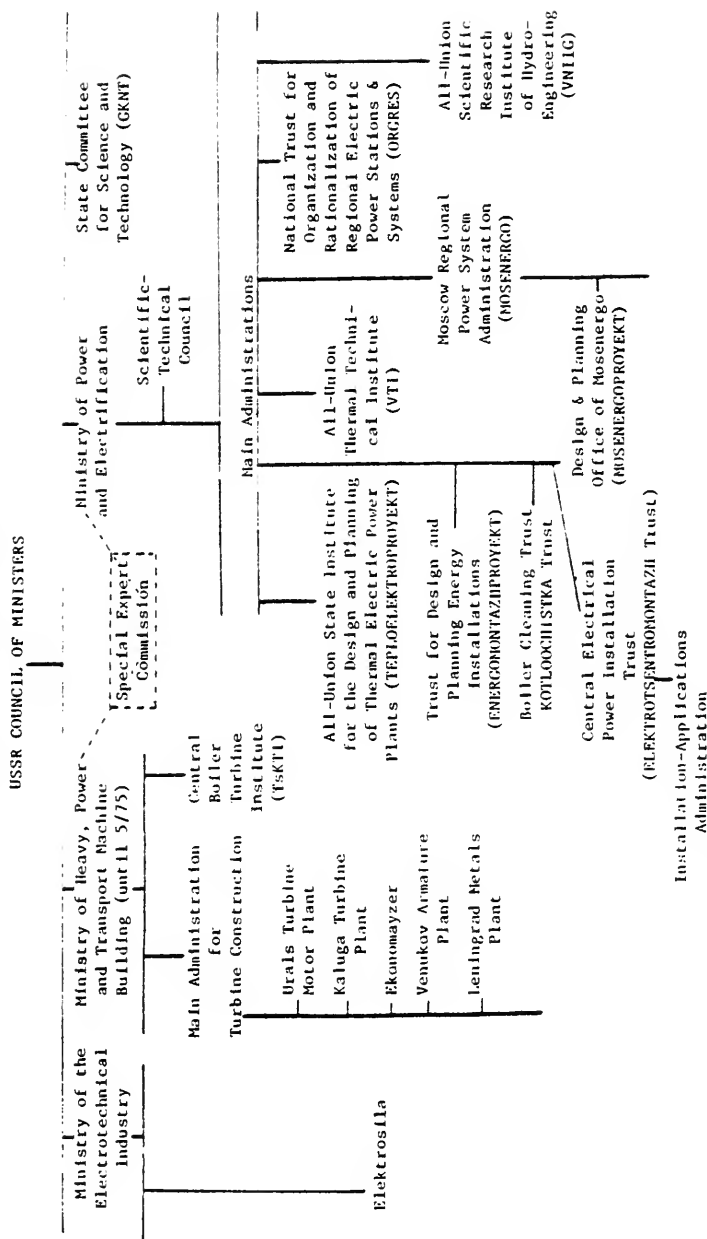 USSR COUNCIL OF MINISTERS
Ministry of the
Electrotechnical
Industry
Ministry of Heavy, Power
and Transport Machine
Building (until 5/75)
Special Expert
Commission
Ministry of Power
and Electrification
State Committee
for Science and
Technology (GKNT)
Scientific-
Technical
Council
Elektrosila
Main Administration
for
Turbine Construction
Central
Boiler
Turbine
Institute
(TsKTI)
Urals Turbine
Motor Plant
Kaluga Turbine
Plant
Ekonomayzer
Venukov Armature
Plant
Leningrad Metals
Plant
Main Administrations
All-Union State Institute
for the Design and Planning
of Thermal Electric Power
Plants (TEPLOELEKTROPROYEKT)
All-Union
Thermal Techni-
cal Institute
(VTI)
National Trust for
Organization and
Rationalization of
Regional Electric
Power Stations &
Systems (ORGRES)
Trust for Design and
Planning Energy
Installations
(ENERGOMONTAZHPROYEKT)
Boiler Cleaning Trust
KOTLOOCHISTKA Trust
Central Electrical
Power Installation
Trust
(ELEKTROTSENTROMONTAZH Trust)
Installation-Applications
Administration
Moscow Regional
Power System
Administration
(MOSENERGO)
Design & Planning
Office of Mosenergo
(MOSENERGOPROYEKT)
All-Union
Scientific
Research
Institute
of Hydro-
Engineering
(VNIIG)